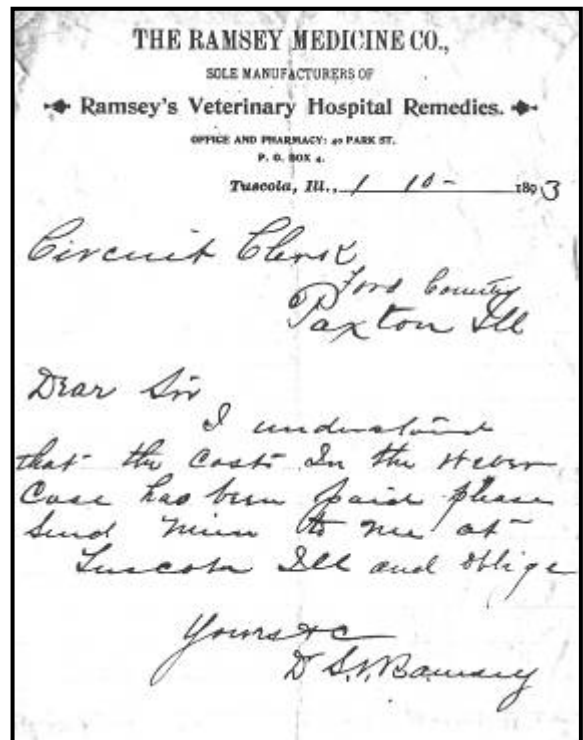 THE RAMSEY MEDICINE CO.,
SOLE MANUFACTURERS OF
Ramsey's Veterinary Hospital Remedies.
OFFICE AND PHARMACY: 40 PARK ST.
P. O. BOX 4.
Tuscola, Ill., 1 10- 1893
Circuit Clerk
Ford County
Paxton Ill
Dear Sir
I understand
that the costs In the Weber
Case has been paid please
send mine to me at
Tuscola Ill and oblige
Yours &c
D S. Ramsey